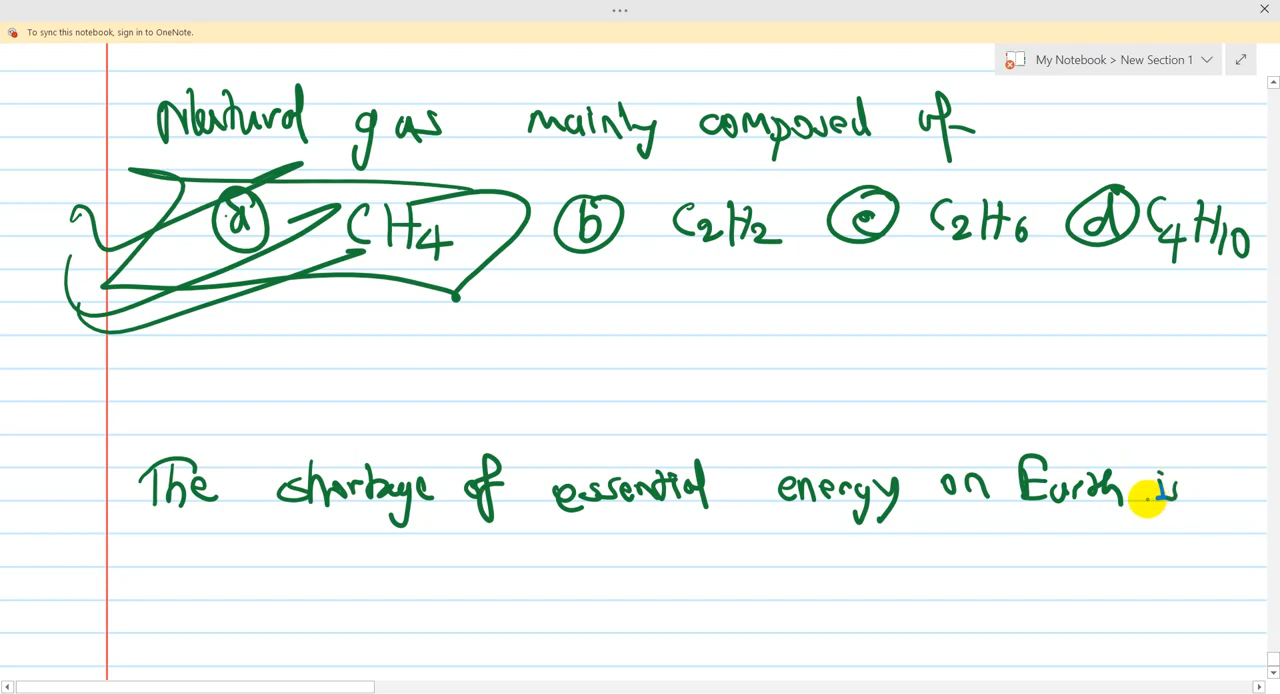 To sync this notebook, sign in to OneNote.
My Notebook > New Section 1
Natural gas mainly composed of
a CH4 b C2H2 c C2H6 d C4H10
The shortage of essential energy on Earth is